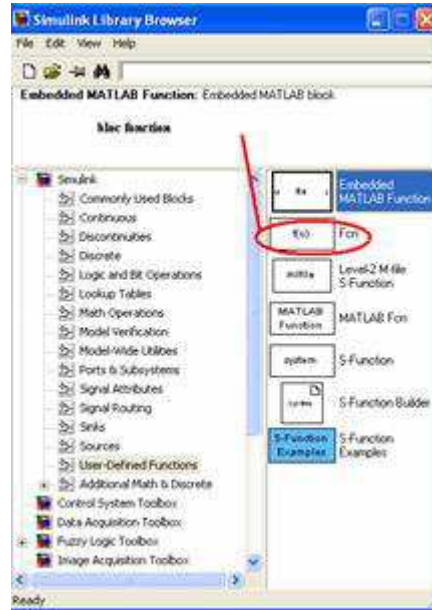 Simulink Library Browser
File Edit View Help
Embedded MATLAB Function: Embedded MATLAB block
bloc fonction
Simulink
Commonly Used Blocks
Continuous
Discontinuities
Discrete
Logic and Bit Operations
Lookup Tables
Math Operations
Model Verification
Model-Wide Utilities
Ports & Subsystems
Signal Attributes
Signal Routing
Sinks
Sources
User-Defined Functions
Additional Math & Discrete
Control System Toolbox
Data Acquisition Toolbox
Fuzzy Logic Toolbox
Image Acquisition Toolbox
Embedded
MATLAB Function
f(u)
Fcn
Level-2 M-file
S-Function
MATLAB
Function
MATLAB Fcn
system
S-Function
S-Function Builder
S-Function
Examples
S-Function
Examples
Ready